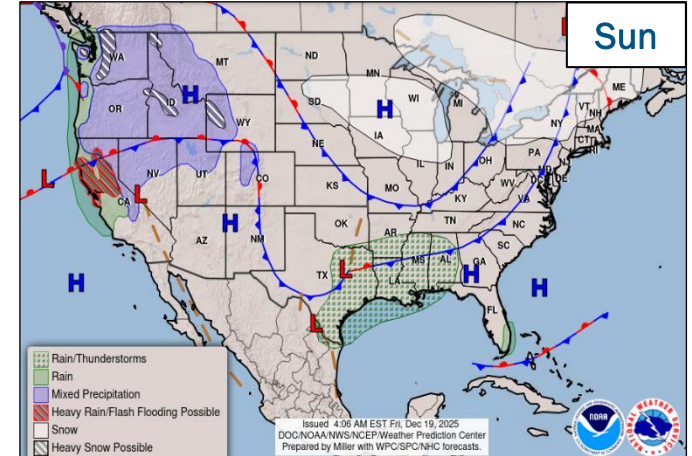 Sun
WA
MT
ND
MN
ME
OR
ID
WY
SD
WI
MI
VT
NH
NY
MA
CT
RI
NE
IA
PA
NJ
NV
UT
CO
IL
IN
OH
MD
DE
WV
VA
CA
KS
MO
KY
AZ
NM
OK
AR
TN
NC
SC
TX
LA
MS
AL
GA
FL
H
H
H
H
H
H
L
L
L
L
Rain/Thunderstorms
Rain
Mixed Precipitation
Heavy Rain/Flash Flooding Possible
Snow
Heavy Snow Possible
Issued 4:06 AM EST Fri, Dec 19, 2025
DOC/NOAA/NWS/NCEP/Weather Prediction Center
Prepared by Miller with WPC/SPC/NHC forecasts.
NOAA
NATIONAL WEATHER SERVICE